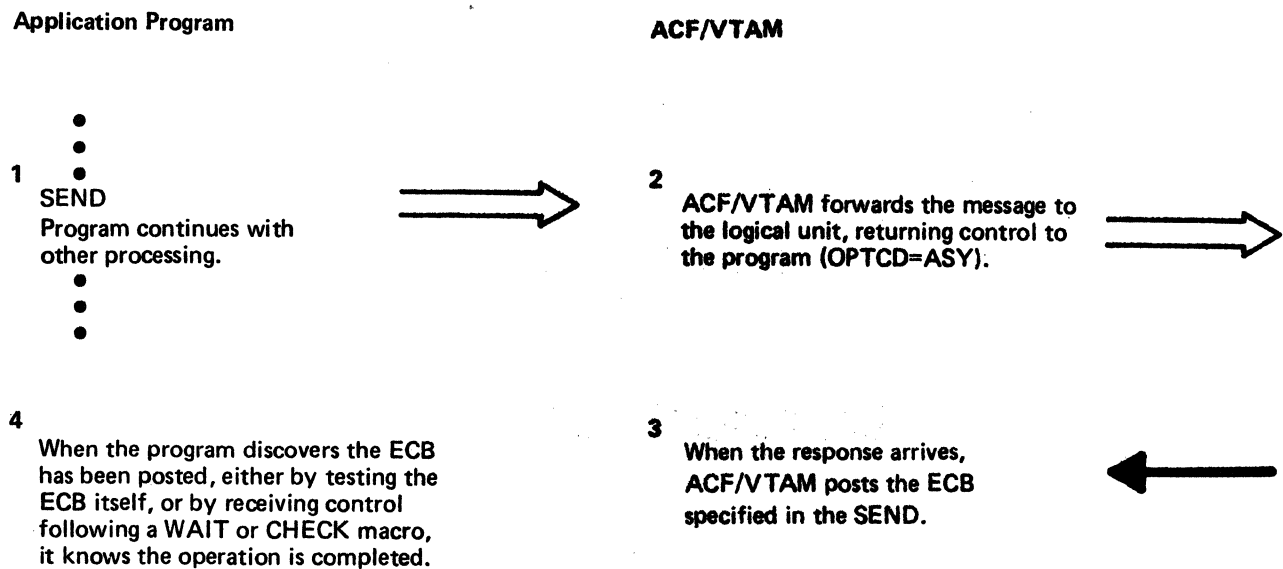 Application Program
ACF/VTAM
1
SEND
Program continues with
other processing.
2
ACF/VTAM forwards the message to
the logical unit, returning control to
the program (OPTCD=ASY).
4
When the program discovers the ECB
has been posted, either by testing the
ECB itself, or by receiving control
following a WAIT or CHECK macro,
it knows the operation is completed.
3
When the response arrives,
ACF/VTAM posts the ECB
specified in the SEND.